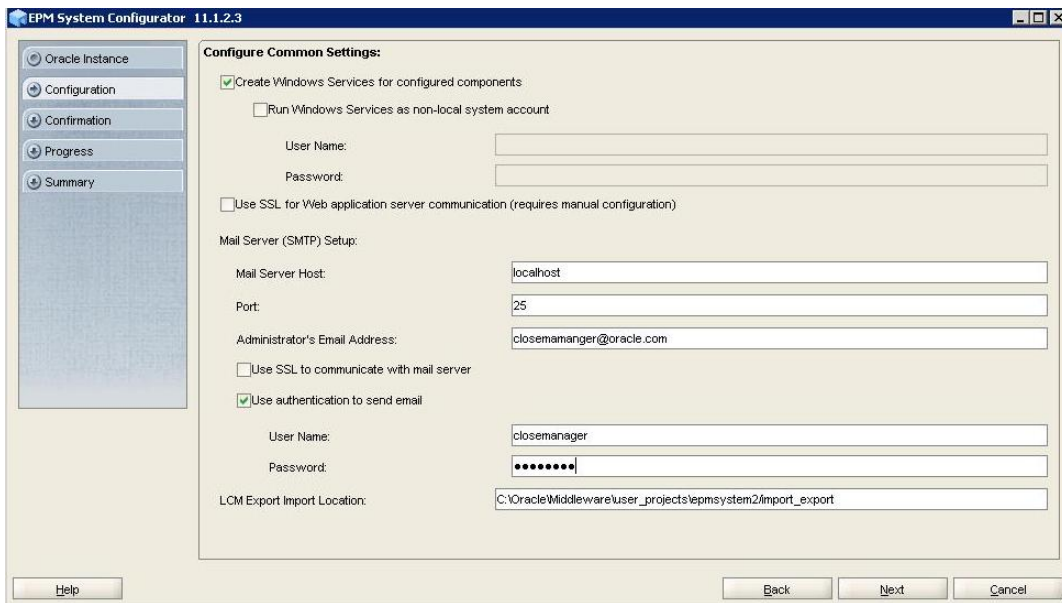 EPM System Configurator 11.1.2.3
Oracle Instance
Configuration
Confirmation
Progress
Summary
Configure Common Settings:
Create Windows Services for configured components
Run Windows Services as non-local system account
User Name:
Password:
Use SSL for Web application server communication (requires manual configuration)
Mail Server (SMTP) Setup:
Mail Server Host: localhost
Port: 25
Administrator's Email Address: closemamanger@oracle.com
Use SSL to communicate with mail server
Use authentication to send email
User Name: closemanager
Password: ●●●●●●●●
LCM Export Import Location: C:\Oracle\Middleware\user_projects\epmsystem2/import_export
Help Back Next Cancel